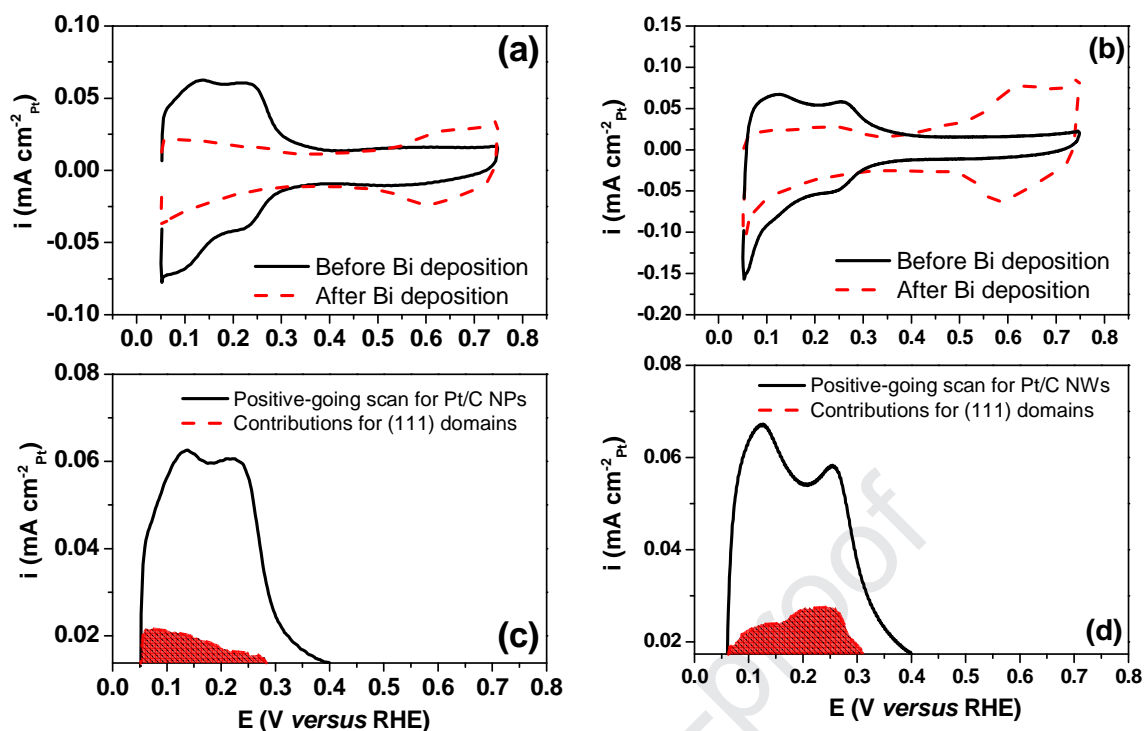 (a)
i (mA cm-2Pt)
0.10
0.05
0.00
-0.05
-0.10
Before Bi deposition
After Bi deposition
0.0 0.1 0.2 0.3 0.4 0.5 0.6 0.7 0.8
(b)
i (mA cm-2Pt)
0.15
0.10
0.05
0.00
-0.05
-0.10
-0.15
-0.20
Before Bi deposition
After Bi deposition
0.0 0.1 0.2 0.3 0.4 0.5 0.6 0.7 0.8
(c)
i (mA cm-2Pt)
0.08
0.06
0.04
0.02
Positive-going scan for Pt/C NPs
Contributions for (111) domains
0.0 0.1 0.2 0.3 0.4 0.5 0.6 0.7 0.8
E (V versus RHE)
(d)
i (mA cm-2Pt)
0.08
0.06
0.04
0.02
Positive-going scan for Pt/C NWs
Contributions for (111) domains
0.0 0.1 0.2 0.3 0.4 0.5 0.6 0.7 0.8
E (V versus RHE)
-proof